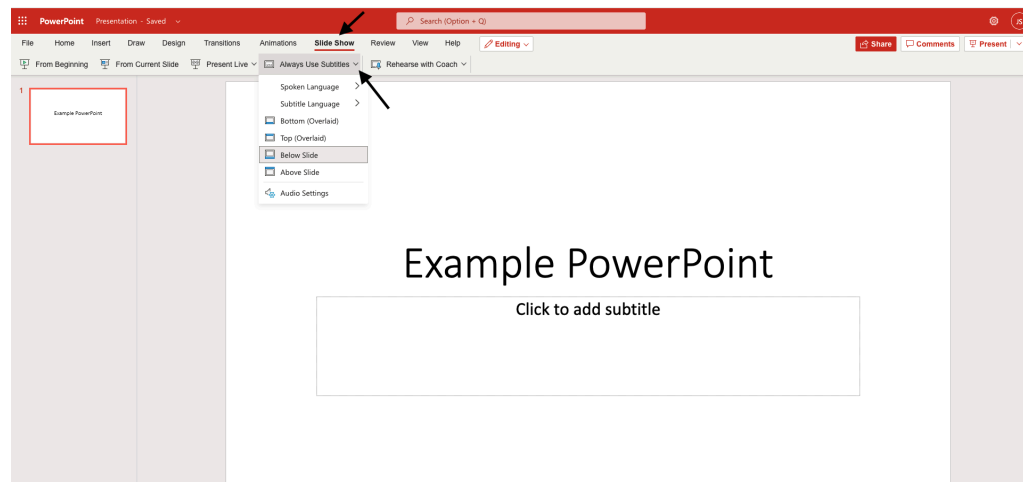 PowerPoint Presentation - Saved Search (Option + Q) JS
File Home Insert Draw Design Transitions Animations Slide Show Review View Help Editing Share Comments Present
From Beginning From Current Slide Present Live Always Use Subtitles Rehearse with Coach
Spoken Language
Subtitle Language
Bottom (Overlaid)
Top (Overlaid)
Below Slide
Above Slide
Audio Settings
1
Example PowerPoint
Example PowerPoint
Click to add subtitle